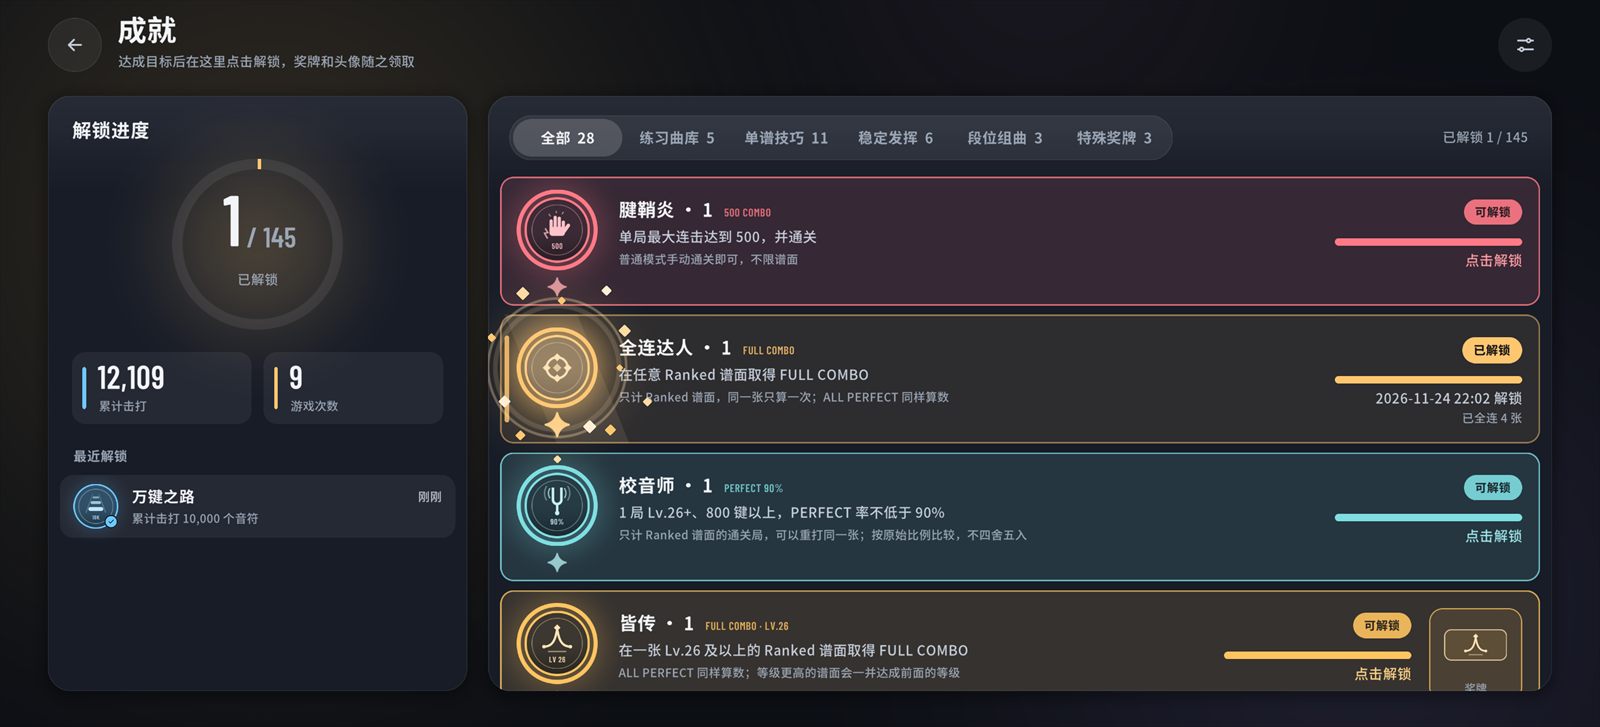 成就
达成目标后在这里点击解锁，奖牌和头像随之领取
解锁进度
1 / 145
已解锁
12,109
累计击打
9
游戏次数
最近解锁
万键之路
累计击打 10,000 个音符
刚刚
全部 28
练习曲库 5
单谱技巧 11
稳定发挥 6
段位组曲 3
特殊奖牌 3
已解锁 1 / 145
500
腱鞘炎 · 1 500 COMBO
单局最大连击达到 500，并通关
普通模式手动通关即可，不限谱面
可解锁
点击解锁
全连达人 · 1 FULL COMBO
在任意 Ranked 谱面取得 FULL COMBO
只计 Ranked 谱面，同一张只算一次；ALL PERFECT 同样算数
已解锁
2026-11-24 22:02 解锁
已全连 4 张
90%
校音师 · 1 PERFECT 90%
1 局 Lv.26+、800 键以上，PERFECT 率不低于 90%
只计 Ranked 谱面的通关局，可以重打同一张；按原始比例比较，不四舍五入
可解锁
点击解锁
人
LV 26
皆传 · 1 FULL COMBO · LV.26
在一张 Lv.26 及以上的 Ranked 谱面取得 FULL COMBO
ALL PERFECT 同样算数；等级更高的谱面会一并达成前面的等级
可解锁
点击解锁
人
奖牌